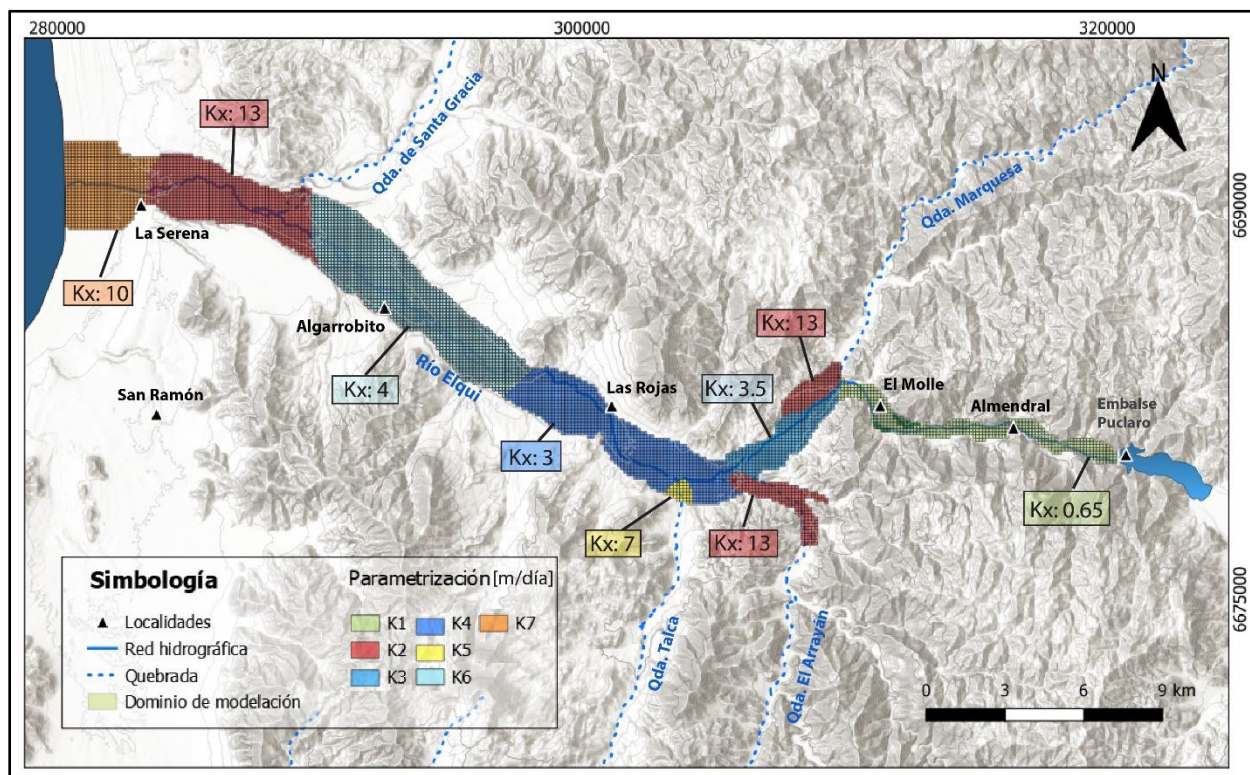 280000
300000
320000
N
Kx: 13
Qda. de Santa Gracia
Qda. Marquesa
6690000
La Serena
Kx: 10
Algarrobito
Kx: 13
Río Elqui
Las Rojas
Kx: 3.5
El Molle
Kx: 4
San Ramón
Almendral
Embalse
Puclaro
Kx: 3
Kx: 0.65
Kx: 7
Kx: 13
6675000
Qda. Talca
Qda. El Arrayán
Simbología
Localidades
Red hidrográfica
Quebrada
Dominio de modelación
Parametrización [m/día]
K1
K4
K7
K2
K5
K3
K6
0
3
6
9 km